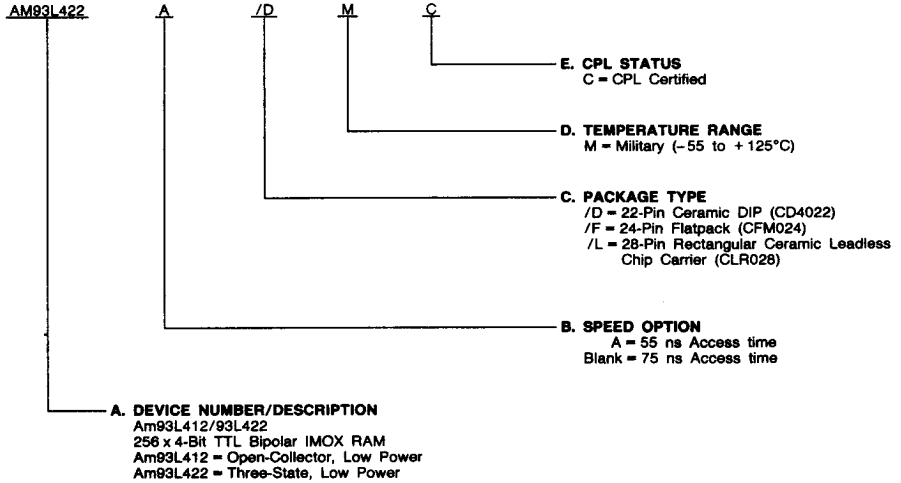 AM93L422 A /D M C
E. CPL STATUS
C = CPL Certified
D. TEMPERATURE RANGE
M = Military (-55 to +125°C)
C. PACKAGE TYPE
/D = 22-Pin Ceramic DIP (CD4022)
/F = 24-Pin Flatpack (CFM024)
/L = 28-Pin Rectangular Ceramic Leadless
Chip Carrier (CLR028)
B. SPEED OPTION
A = 55 ns Access time
Blank = 75 ns Access time
A. DEVICE NUMBER/DESCRIPTION
Am93L412/93L422
256 x 4-Bit TTL Bipolar IMOX RAM
Am93L412 = Open-Collector, Low Power
Am93L422 = Three-State, Low Power